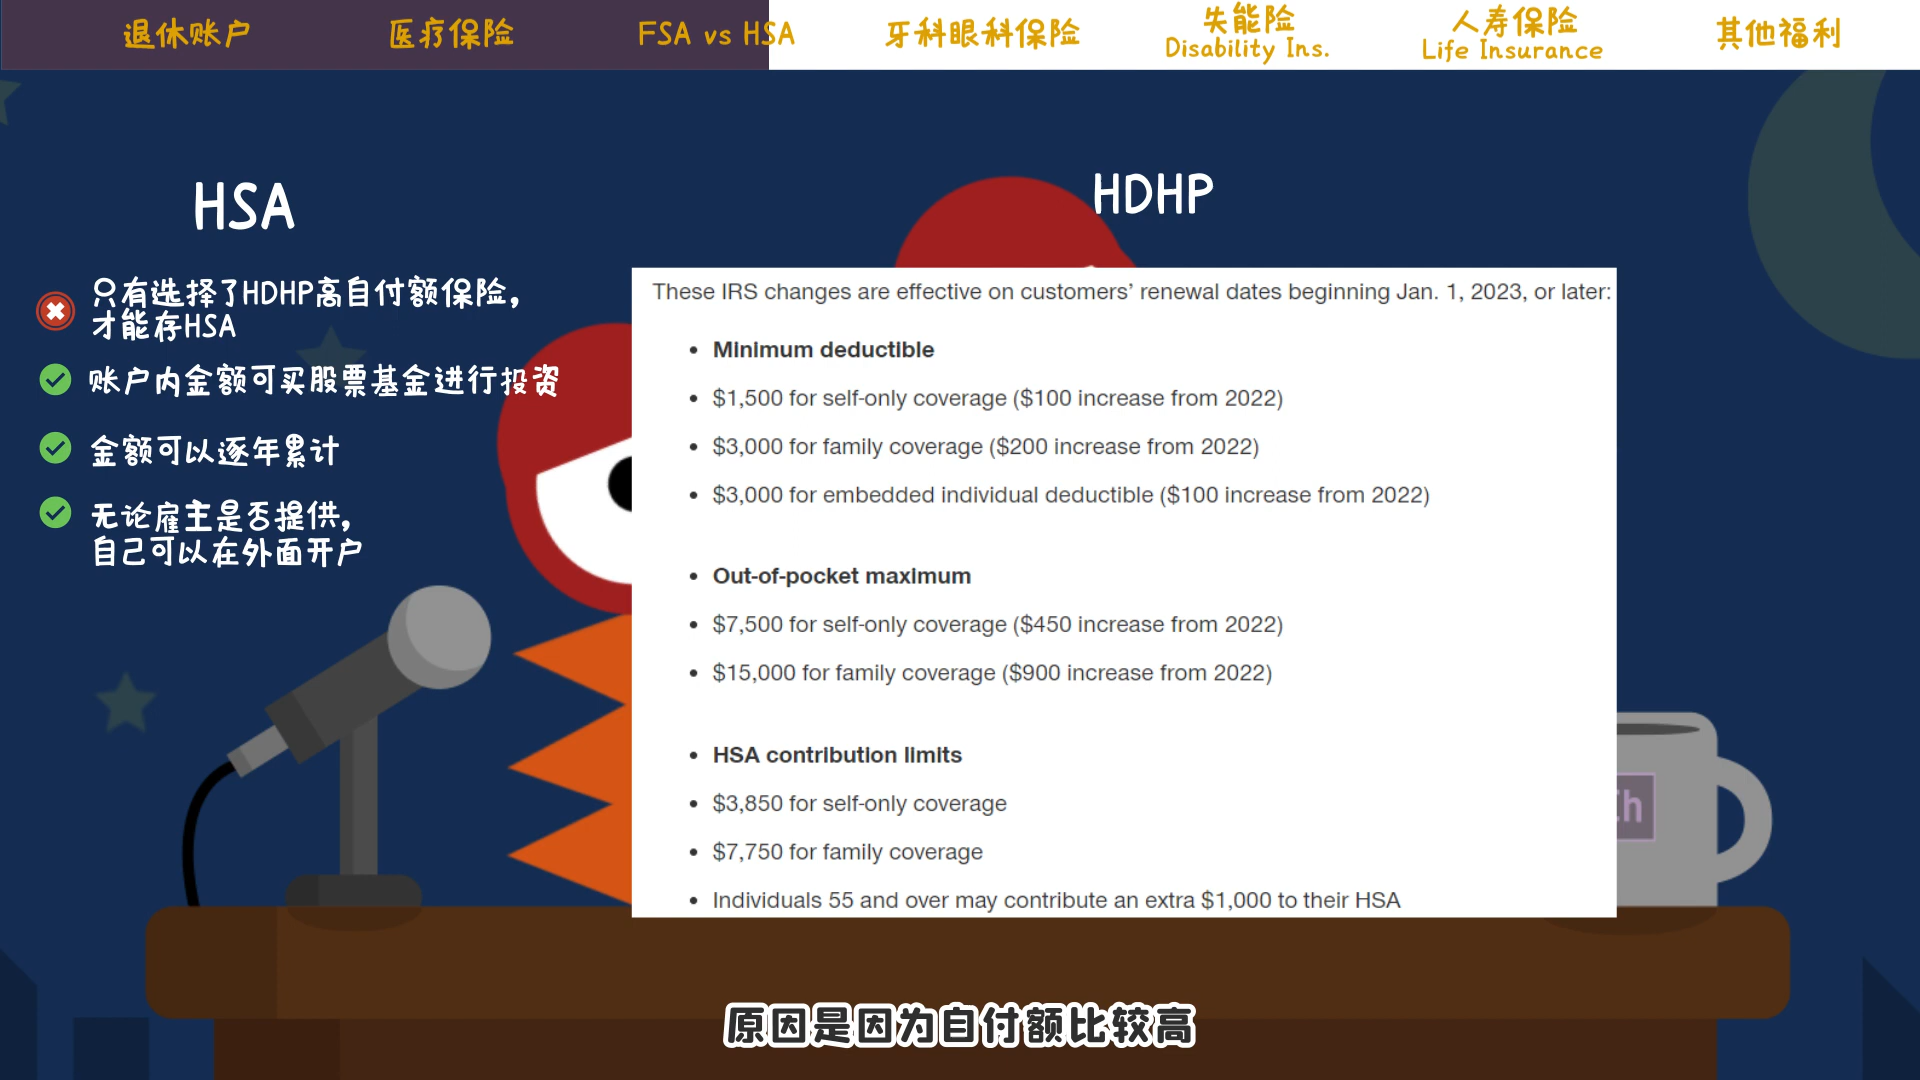 退休账户
医疗保险
FSA vs HSA
牙科眼科保险
失能险
Disability Ins.
人寿保险
Life Insurance
其他福利
HSA
只有选择了HDHP高自付额保险，
才能存HSA
账户内金额可买股票基金进行投资
金额可以逐年累计
无论雇主是否提供，
自己可以在外面开户
HDHP
These IRS changes are effective on customers’ renewal dates beginning Jan. 1, 2023, or later:
• Minimum deductible
• $1,500 for self-only coverage ($100 increase from 2022)
• $3,000 for family coverage ($200 increase from 2022)
• $3,000 for embedded individual deductible ($100 increase from 2022)
• Out-of-pocket maximum
• $7,500 for self-only coverage ($450 increase from 2022)
• $15,000 for family coverage ($900 increase from 2022)
• HSA contribution limits
• $3,850 for self-only coverage
• $7,750 for family coverage
• Individuals 55 and over may contribute an extra $1,000 to their HSA
原因是因为自付额比较高